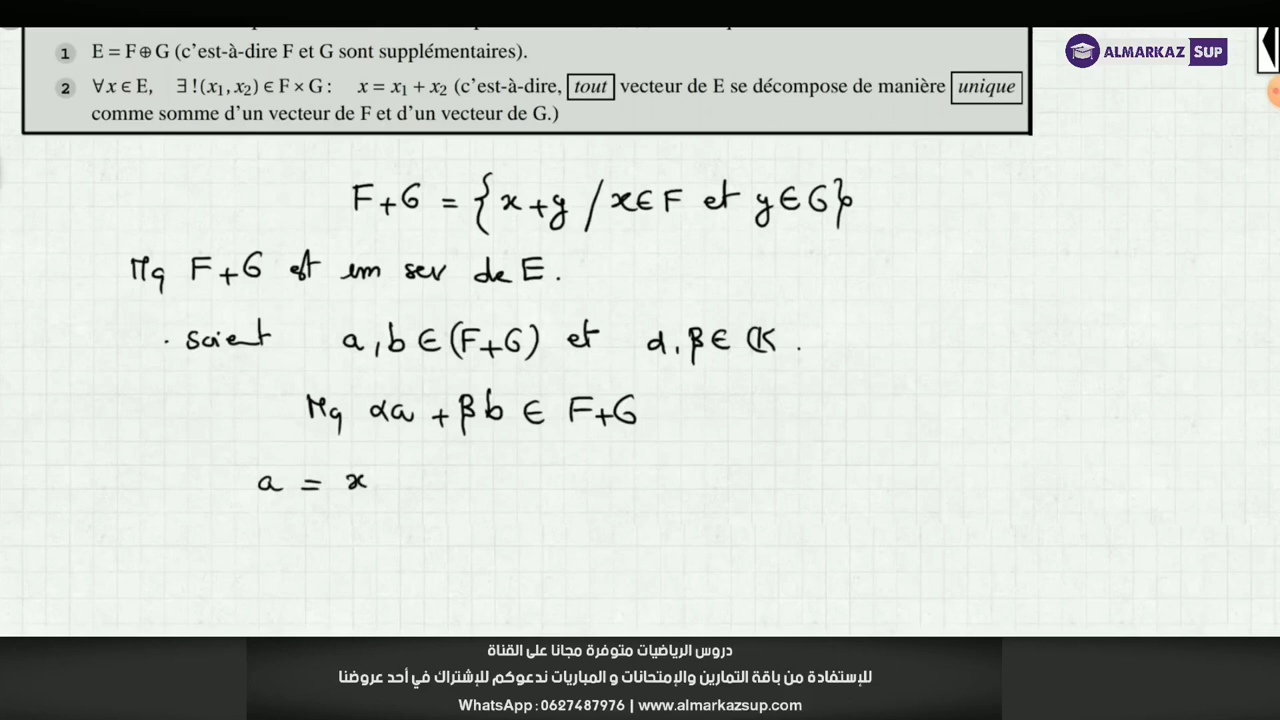 1 E = F⊕G (c'est-à-dire F et G sont supplémentaires).
ALMARKAZ SUP
2 ∀x∈E, ∃!(x₁,x₂)∈F×G: x = x₁ + x₂ (c'est-à-dire, tout vecteur de E se décompose de manière unique
comme somme d'un vecteur de F et d'un vecteur de G.)
F+G = {x+y / x∈F et y∈G}
Mq F+G est un sev de E.
. soient a,b ∈ (F+G) et α,β ∈ K .
Mq αa + βb ∈ F+G
a = x
دروس الرياضيات متوفرة مجانا على القناة
للإستفادة من باقة التمارين والإمتحانات و المباريات ندعوكم للإشتراك في أحد عروضنا
WhatsApp : 0627487976 | www.almarkazsup.com